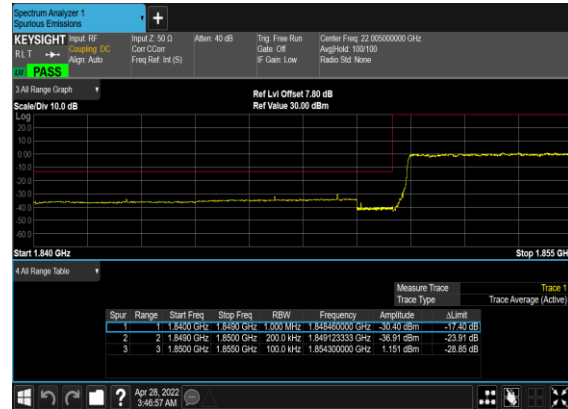 Spectrum Analyzer 1
Spurious Emissions
KEYSIGHT Input: RF Input Z: 50 Ω Atten: 40 dB Trig: Free Run Center Freq: 22.005000000 GHz
RLT Coupling: DC Corr CCorr Gate: Off Avg|Hold: 100/100
Align: Auto Freq Ref: Int (S) IF Gain: Low Radio Std: None
PASS
3 All Range Graph
Ref Lvl Offset 7.80 dB
Scale/Div 10.0 dB Ref Value 30.00 dBm
Log
20.0
10.0
0.00
-10.0
-20.0
-30.0
-40.0
-50.0
-60.0
Start 1.840 GHz Stop 1.855 GH
4 All Range Table
Measure Trace Trace 1
Trace Type Trace Average (Active)
Spur Range Start Freq Stop Freq RBW Frequency Amplitude ΔLimit
1 1 1.8400 GHz 1.8490 GHz 1.000 MHz 1.848460000 GHz -30.40 dBm -17.40 dB
2 2 1.8490 GHz 1.8500 GHz 200.0 kHz 1.849123333 GHz -36.91 dBm -23.91 dB
3 3 1.8500 GHz 1.8550 GHz 100.0 kHz 1.854300000 GHz 1.151 dBm -28.85 dB
? Apr 28, 2022
3:46:57 AM